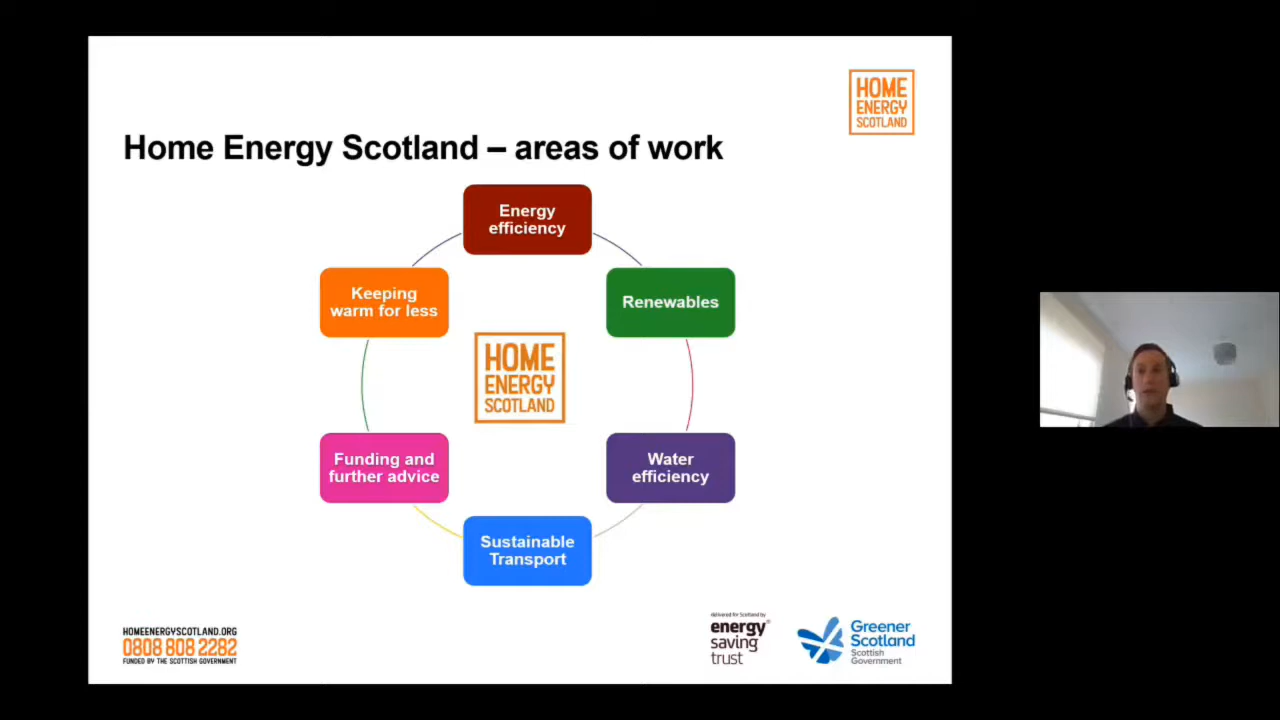 HOME
ENERGY
SCOTLAND
Home Energy Scotland – areas of work
Energy
efficiency
Keeping
warm for less
Renewables
HOME
ENERGY
SCOTLAND
Funding and
further advice
Water
efficiency
Sustainable
Transport
HOMEENERGYSCOTLAND.ORG
0808 808 2282
FUNDED BY THE SCOTTISH GOVERNMENT
delivered for Scotland by
energy
saving
trust
Greener
Scotland
Scottish
Government